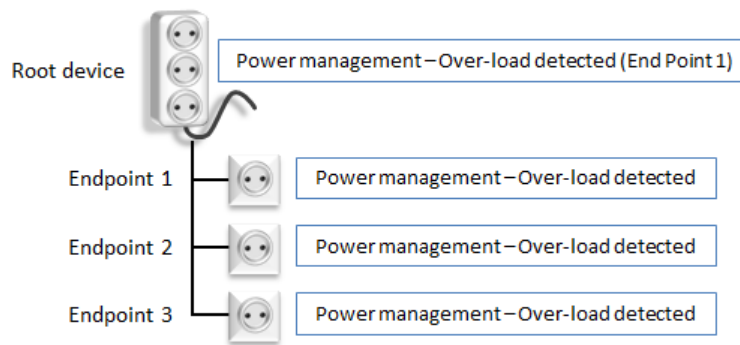 Root device
Power management – Over-load detected (End Point 1)
Endpoint 1
Power management – Over-load detected
Endpoint 2
Power management – Over-load detected
Endpoint 3
Power management – Over-load detected